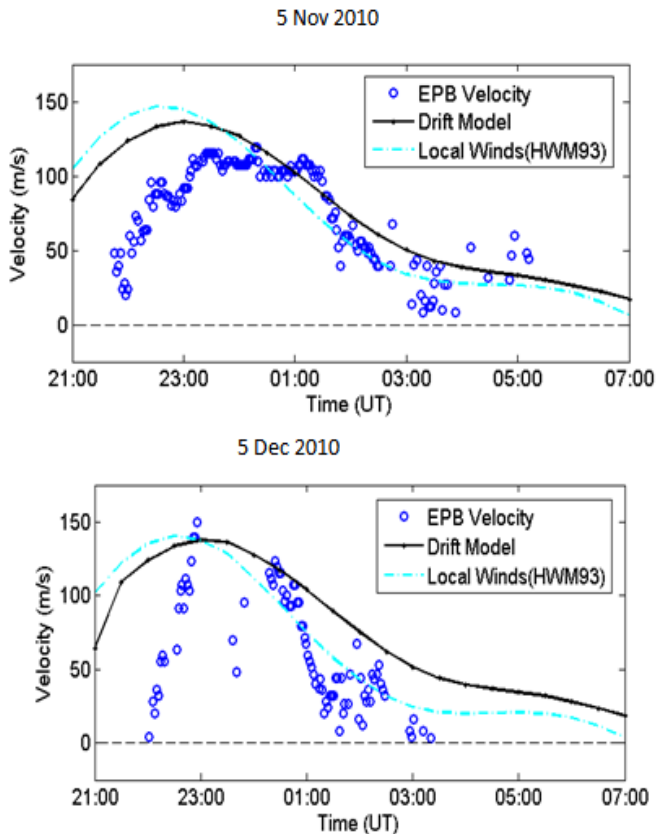 5 Nov 2010
EPB Velocity
Drift Model
Local Winds(HWM93)
Velocity (m/s)
150
100
50
0
21:00 23:00 01:00 03:00 05:00 07:00
Time (UT)
5 Dec 2010
EPB Velocity
Drift Model
Local Winds(HWM93)
Velocity (m/s)
150
100
50
0
21:00 23:00 01:00 03:00 05:00 07:00
Time (UT)